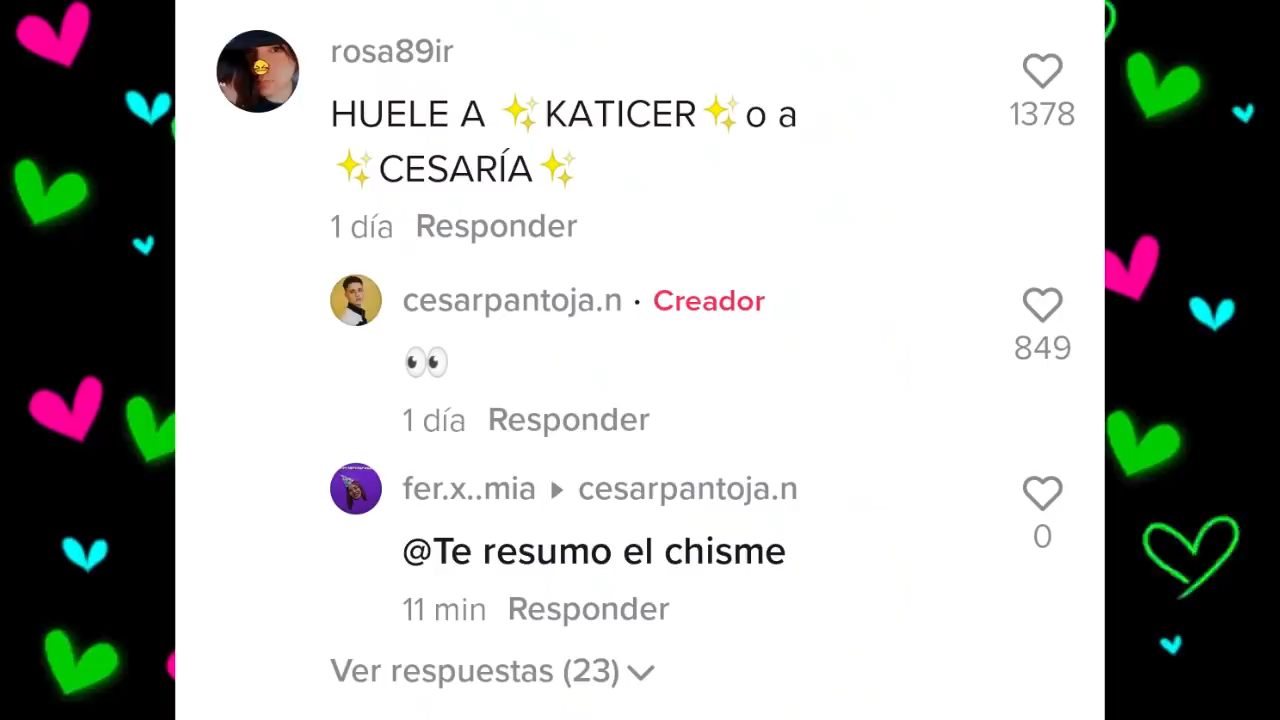 rosa89ir
HUELE A ✨KATICER✨o a
✨CESARÍA✨
1378
1 día Responder
cesarpantoja.n · Creador
👀
849
1 día Responder
fer.x..mia ▸ cesarpantoja.n
@Te resumo el chisme
0
11 min Responder
Ver respuestas (23)